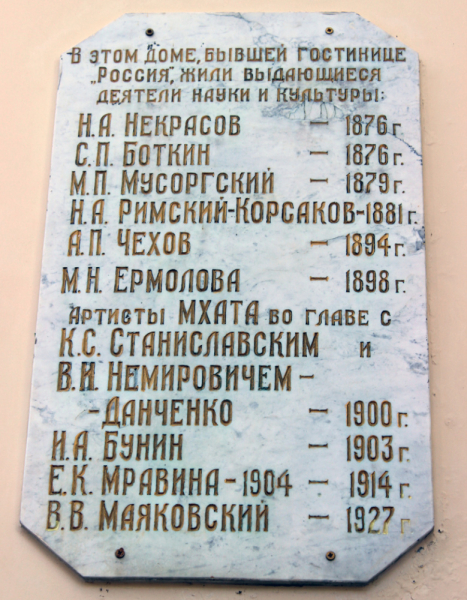 В этом доме, бывшей гостинице
„Россия", жили выдающиеся
деятели науки и культуры:
Н.А. Некрасов – 1876 г.
С.П. Боткин – 1876 г.
М.П. Мусоргский – 1879 г.
Н.А. Римский-Корсаков-1881 г.
А.П. Чехов – 1894 г.
М.Н. Ермолова – 1898 г.
Артисты МХАТА во главе с
К.С. Станиславским и
В.И. Немировичем –
-Данченко – 1900 г.
И.А. Бунин – 1903 г.
Е.К. Мравина – 1904 – 1914 г.
В.В. Маяковский – 1927 г.